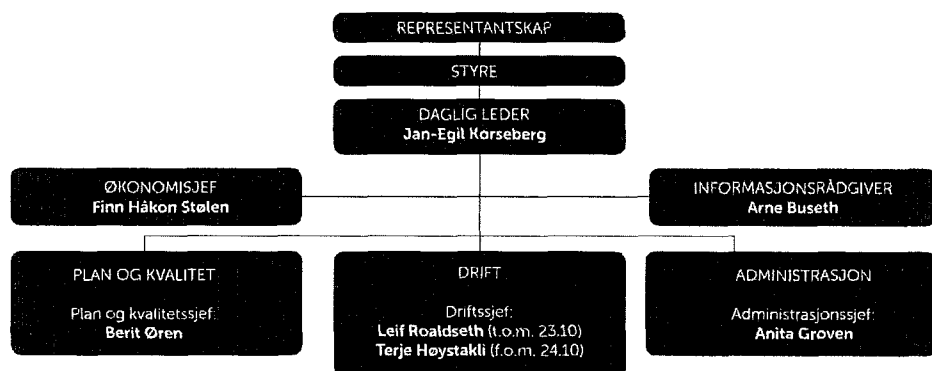 REPRESENTANTSKAP
STYRE
DAGLIG LEDER
Jan-Egil Korseberg
ØKONOMISJEF
Finn Håkon Stølen
INFORMASJONSRÅDGIVER
Arne Buseth
PLAN OG KVALITET
Plan og kvalitetssjef:
Berit Øren
DRIFT
Driftssjef:
Leif Roaldseth (t.o.m. 23.10)
Terje Høystakli (f.o.m. 24.10)
ADMINISTRASJON
Administrasjonssjef:
Anita Grøven